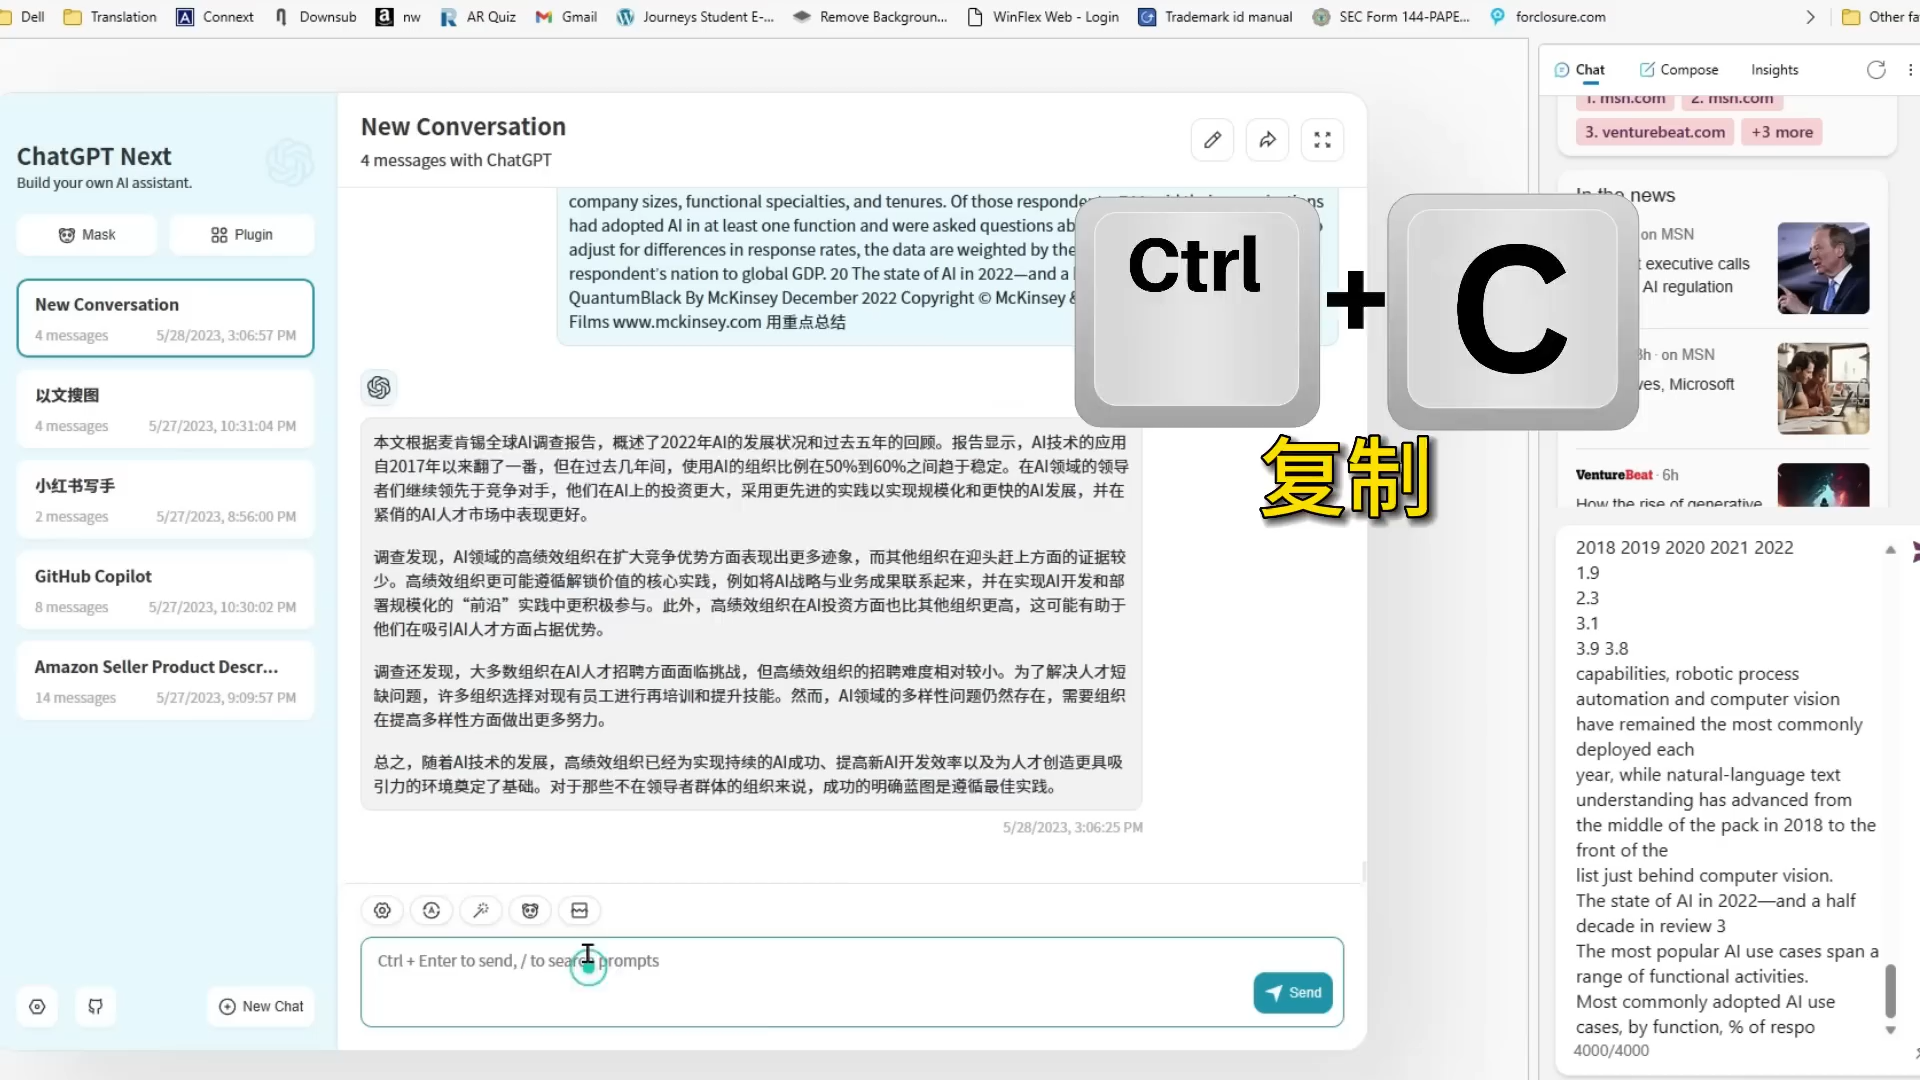 Dell
Translation
Connext
Downsub
nw
AR Quiz
Gmail
Journeys Student E-...
Remove Backgroun...
WinFlex Web - Login
Trademark id manual
SEC Form 144-PAPE...
forclosure.com
Other fa
ChatGPT Next
Build your own AI assistant.
Mask
Plugin
New Conversation
4 messages
5/28/2023, 3:06:57 PM
以文搜图
4 messages
5/27/2023, 10:31:04 PM
小红书写手
2 messages
5/27/2023, 8:56:00 PM
GitHub Copilot
8 messages
5/27/2023, 10:30:02 PM
Amazon Seller Product Descr...
14 messages
5/27/2023, 9:09:57 PM
New Chat
New Conversation
4 messages with ChatGPT
company sizes, functional specialties, and tenures. Of those
had adopted AI in at least one function and were asked questions
adjust for differences in response rates, the data are weighted by the
respondent's nation to global GDP. 20 The state of AI in 2022—and a
QuantumBlack By McKinsey December 2022 Copyright © McKinsey &
Films www.mckinsey.com 用重点总结
Ctrl
+
C
复制
本文根据麦肯锡全球AI调查报告，概述了2022年AI的发展状况和过去五年的回顾。报告显示，AI技术的应用
自2017年以来翻了一番，但在过去几年间，使用AI的组织比例在50%到60%之间趋于稳定。在AI领域的领导
者们继续领先于竞争对手，他们在AI上的投资更大，采用更先进的实践以实现规模化和更快的AI发展，并在
紧俏的AI人才市场中表现更好。
调查发现，AI领域的高绩效组织在扩大竞争优势方面表现出更多迹象，而其他组织在迎头赶上方面的证据较
少。高绩效组织更可能遵循解锁价值的核心实践，例如将AI战略与业务成果联系起来，并在实现AI开发和部
署规模化的“前沿”实践中更积极参与。此外，高绩效组织在AI投资方面也比其他组织更高，这可能有助于
他们在吸引AI人才方面占据优势。
调查还发现，大多数组织在AI人才招聘方面面临挑战，但高绩效组织的招聘难度相对较小。为了解决人才短
缺问题，许多组织选择对现有员工进行再培训和提升技能。然而，AI领域的多样性问题仍然存在，需要组织
在提高多样性方面做出更多努力。
总之，随着AI技术的发展，高绩效组织已经为实现持续的AI成功、提高新AI开发效率以及为人才创造更具吸
引力的环境奠定了基础。对于那些不在领导者群体的组织来说，成功的明确蓝图是遵循最佳实践。
5/28/2023, 3:06:25 PM
Ctrl + Enter to send, / to search prompts
Send
Chat
Compose
Insights
1. msn.com
2. msn.com
3. venturebeat.com
+3 more
In the news
on MSN
executive calls
AI regulation
on MSN
Microsoft
VentureBeat · 6h
How the rise of generative
2018 2019 2020 2021 2022
1.9
2.3
3.1
3.9 3.8
capabilities, robotic process
automation and computer vision
have remained the most commonly
deployed each
year, while natural-language text
understanding has advanced from
the middle of the pack in 2018 to the
front of the
list just behind computer vision.
The state of AI in 2022—and a half
decade in review 3
The most popular AI use cases span a
range of functional activities.
Most commonly adopted AI use
cases, by function, % of respo
4000/4000